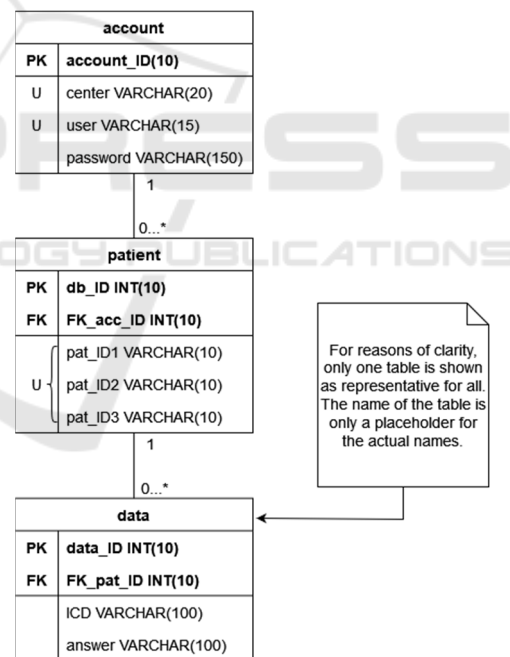 account
PK account_ID(10)
U center VARCHAR(20)
U user VARCHAR(15)
password VARCHAR(150)
1
0...*
patient
PK db_ID INT(10)
FK FK_acc_ID INT(10)
pat_ID1 VARCHAR(10)
U pat_ID2 VARCHAR(10)
pat_ID3 VARCHAR(10)
1
0...*
data
PK data_ID INT(10)
FK FK_pat_ID INT(10)
ICD VARCHAR(100)
answer VARCHAR(100)
For reasons of clarity,
only one table is shown
as representative for all.
The name of the table is
only a placeholder for
the actual names.
PUBLICATIONS